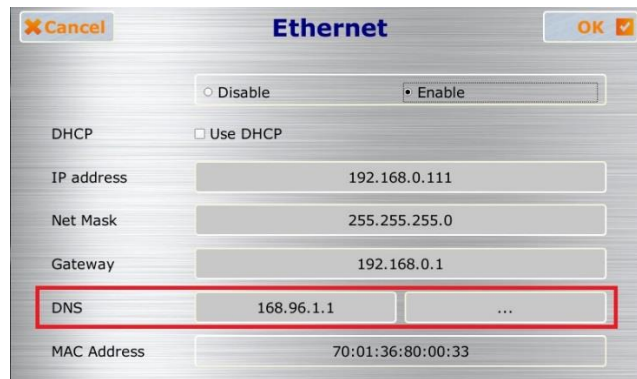 Cancel Ethernet OK
Disable Enable
DHCP Use DHCP
IP address 192.168.0.111
Net Mask 255.255.255.0
Gateway 192.168.0.1
DNS 168.96.1.1 ...
MAC Address 70:01:36:80:00:33